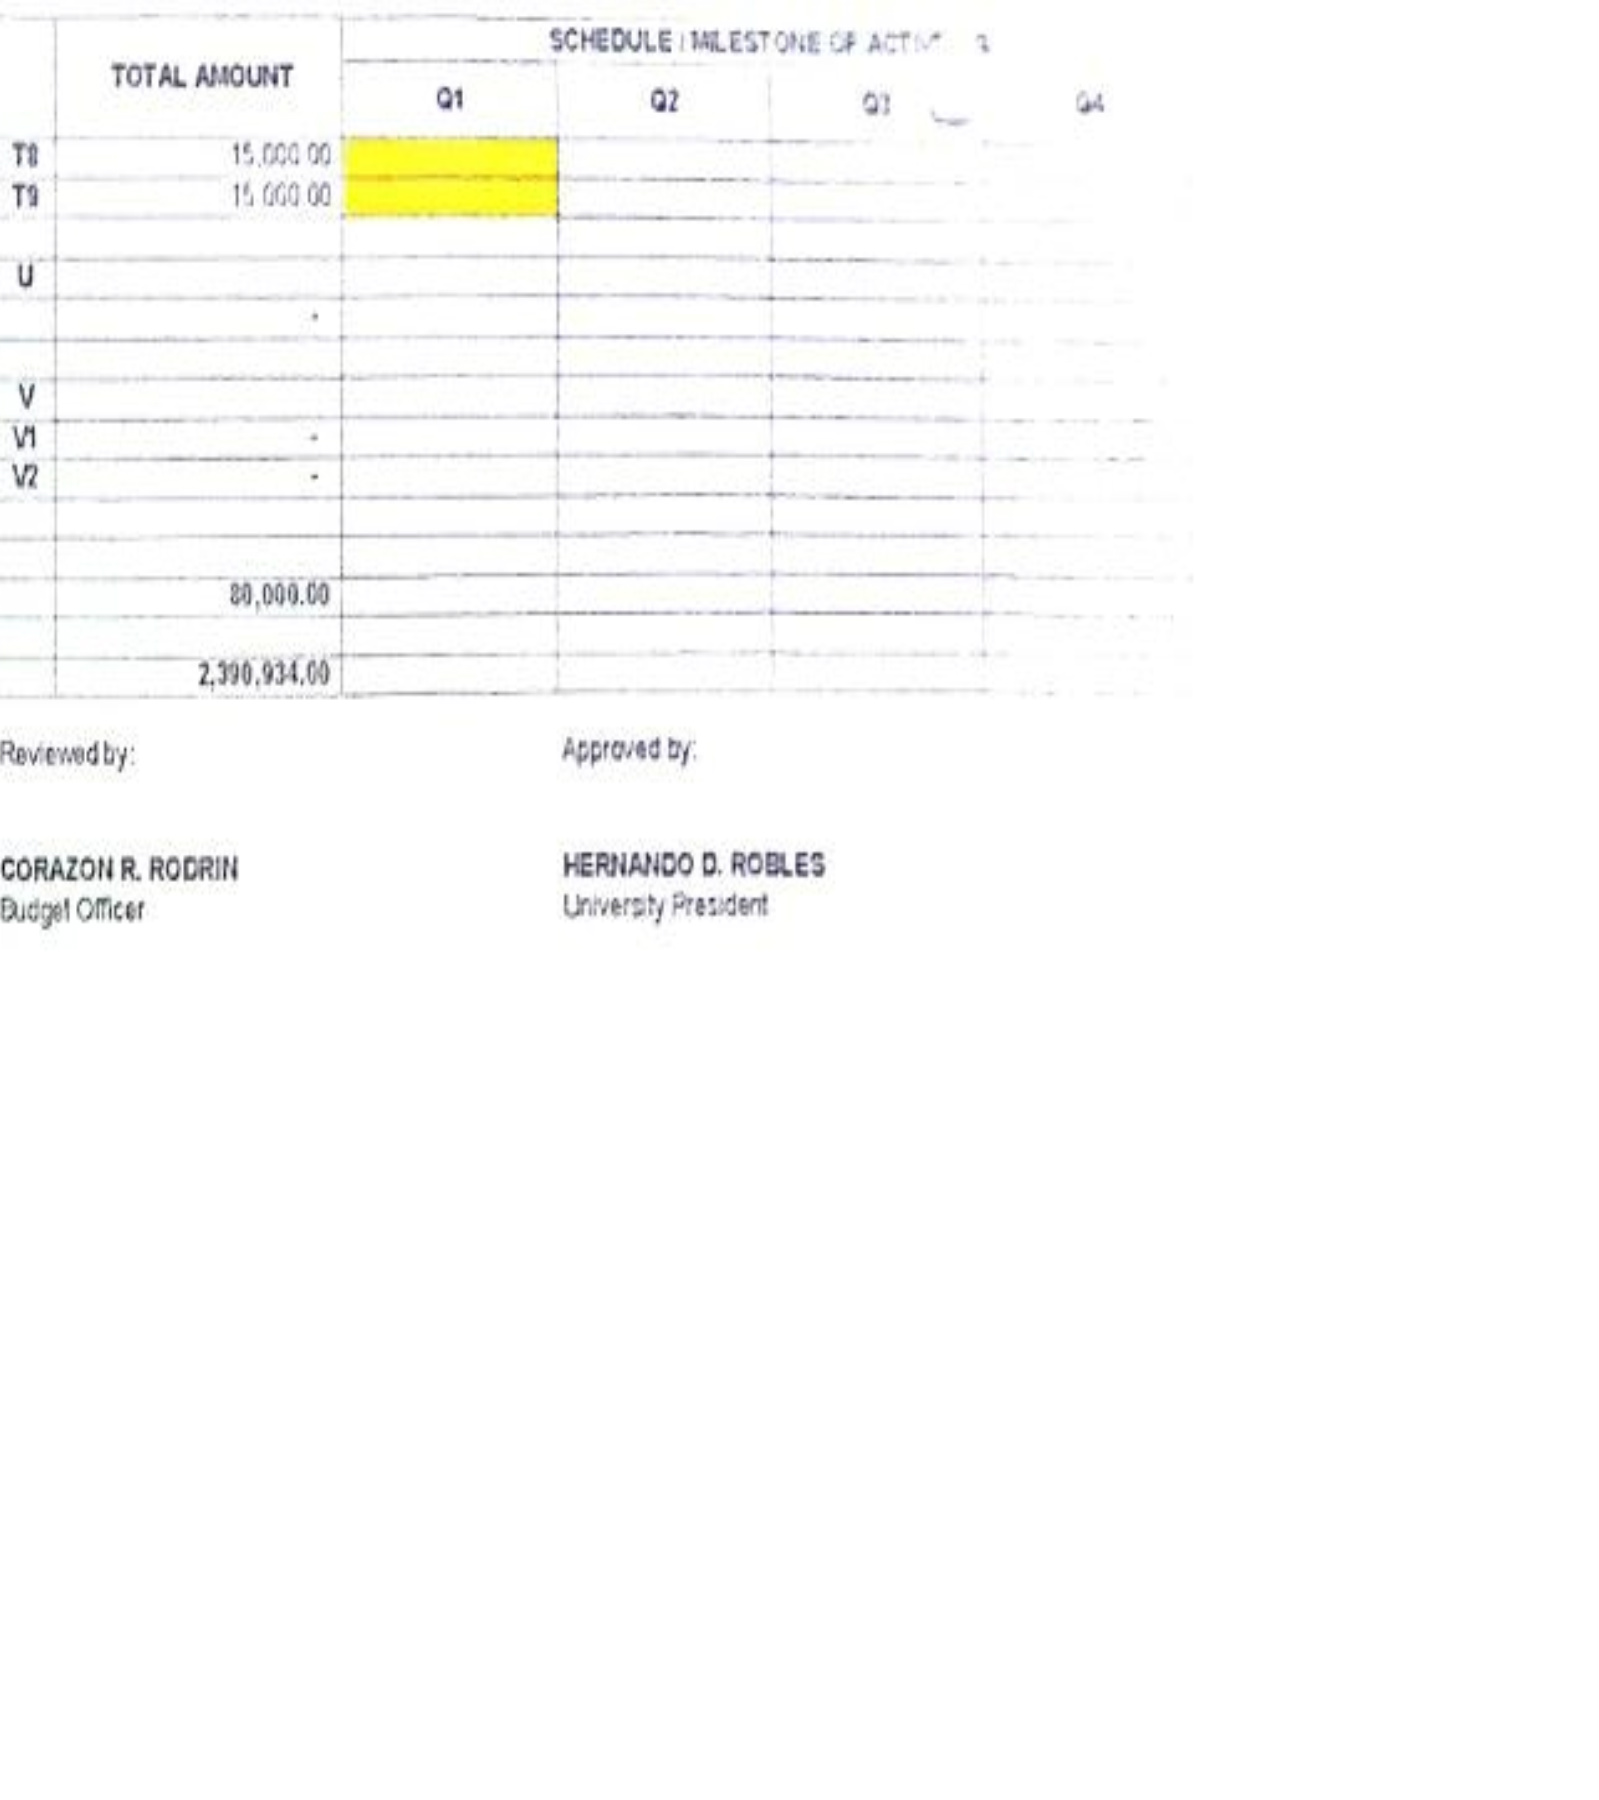 TOTAL AMOUNT
SCHEDULE / MILESTONE OF
Q1 Q2 Q3 Q4
T8 15,000.00
T9 15,000.00
U
-
V
V1 -
V2 -
80,000.00
2,390,934.00
Reviewed by: Approved by:
CORAZON R. RODRIN HERNANDO D. ROBLES
Budget Officer University President